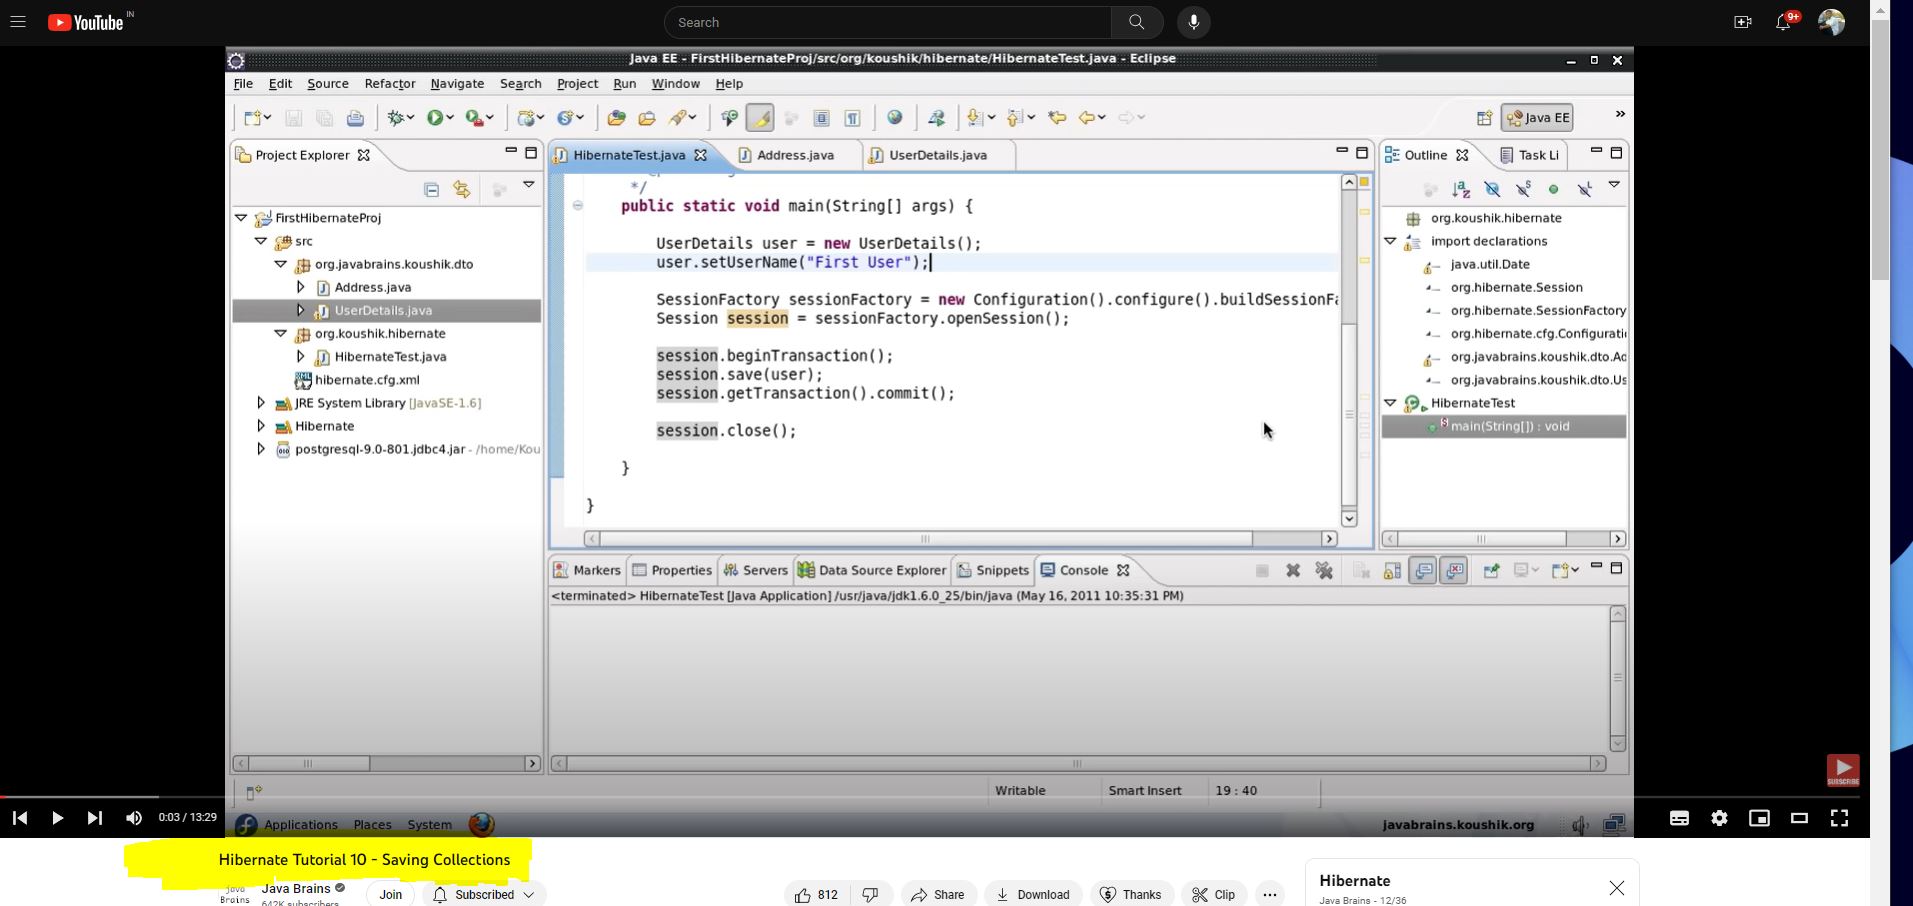 YouTube IN
Search
9+
Java EE - FirstHibernateProj/src/org/koushik/hibernate/HibernateTest.java - Eclipse
File Edit Source Refactor Navigate Search Project Run Window Help
Java EE
Project Explorer
HibernateTest.java Address.java UserDetails.java
Outline Task Li
FirstHibernateProj
src
org.javabrains.koushik.dto
Address.java
UserDetails.java
org.koushik.hibernate
HibernateTest.java
hibernate.cfg.xml
JRE System Library [JavaSE-1.6]
Hibernate
postgresql-9.0-801.jdbc4.jar - /home/Kou
*/
public static void main(String[] args) {
UserDetails user = new UserDetails();
user.setUserName("First User");
SessionFactory sessionFactory = new Configuration().configure().buildSessionFa
Session session = sessionFactory.openSession();
session.beginTransaction();
session.save(user);
session.getTransaction().commit();
session.close();
}
}
org.koushik.hibernate
import declarations
java.util.Date
org.hibernate.Session
org.hibernate.SessionFactory
org.hibernate.cfg.Configurati
org.javabrains.koushik.dto.Ad
org.javabrains.koushik.dto.Us
HibernateTest
main(String[]) : void
Markers Properties Servers Data Source Explorer Snippets Console
<terminated> HibernateTest [Java Application] /usr/java/jdk1.6.0_25/bin/java (May 16, 2011 10:35:31 PM)
SUBSCRIBE
Writable Smart Insert 19 : 40
0:03 / 13:29
Applications Places System
javabrains.koushik.org
Hibernate Tutorial 10 - Saving Collections
Java Brains
Java Brains
642K subscribers
Join
Subscribed
812
Share
Download
Thanks
Clip
Hibernate
Java Brains - 12/36